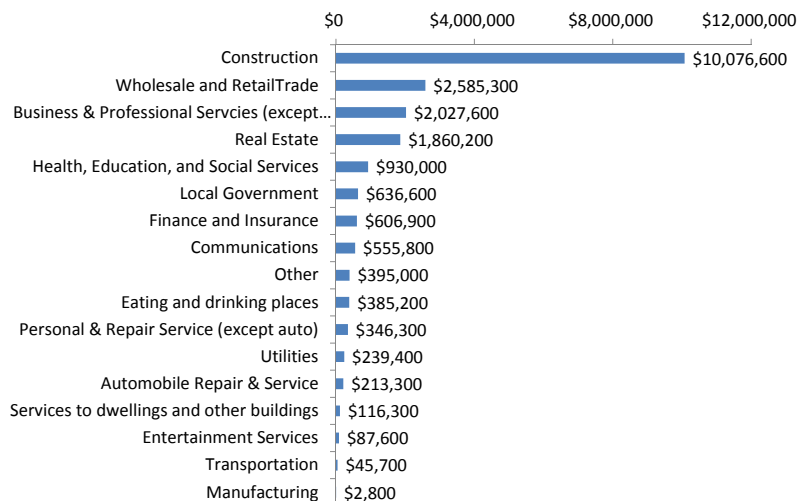 $0 $4,000,000 $8,000,000 $12,000,000
Construction $10,076,600
Wholesale and RetailTrade $2,585,300
Business & Professional Servcies (except... $2,027,600
Real Estate $1,860,200
Health, Education, and Social Services $930,000
Local Government $636,600
Finance and Insurance $606,900
Communications $555,800
Other $395,000
Eating and drinking places $385,200
Personal & Repair Service (except auto) $346,300
Utilities $239,400
Automobile Repair & Service $213,300
Services to dwellings and other buildings $116,300
Entertainment Services $87,600
Transportation $45,700
Manufacturing $2,800